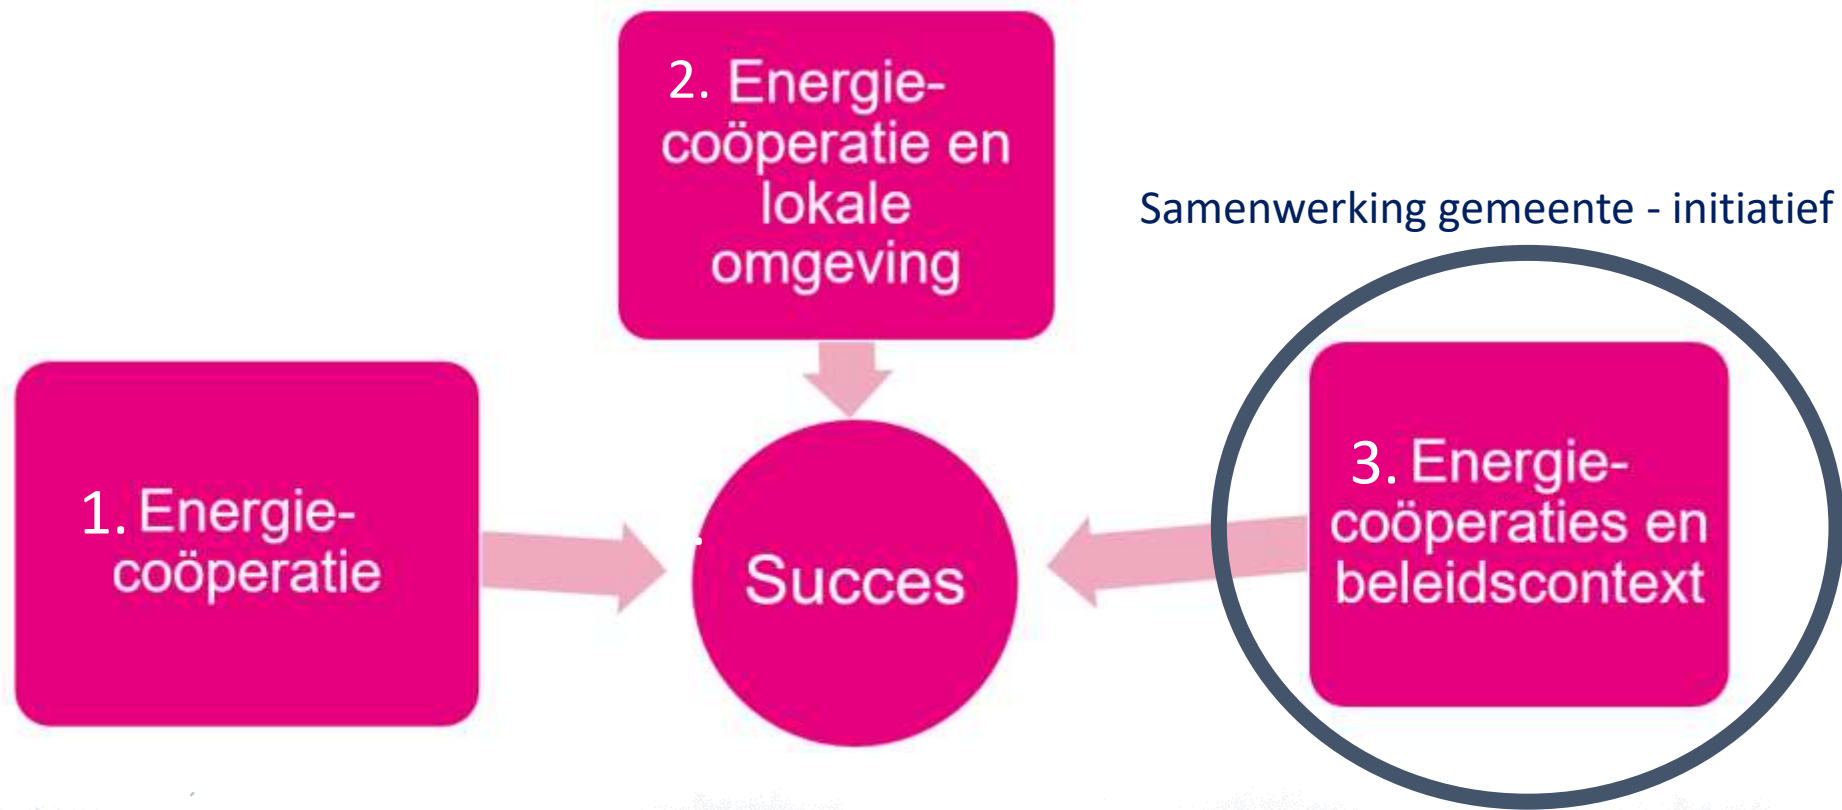 2. Energie-
coöperatie en
lokale
omgeving
Samenwerking gemeente - initiatief
1. Energie-
coöperatie
Succes
3. Energie-
coöperaties en
beleidscontext